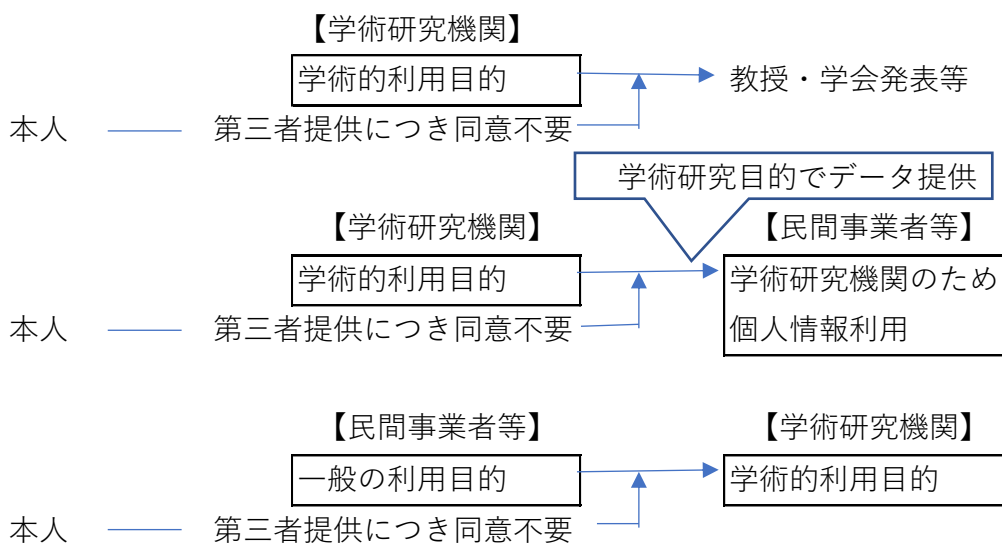 【学術研究機関】
学術的利用目的
教授・学会発表等
本人
第三者提供につき同意不要
学術研究目的でデータ提供
【学術研究機関】
【民間事業者等】
学術的利用目的
学術研究機関のため
個人情報利用
本人
第三者提供につき同意不要
【民間事業者等】
【学術研究機関】
一般の利用目的
学術的利用目的
本人
第三者提供につき同意不要